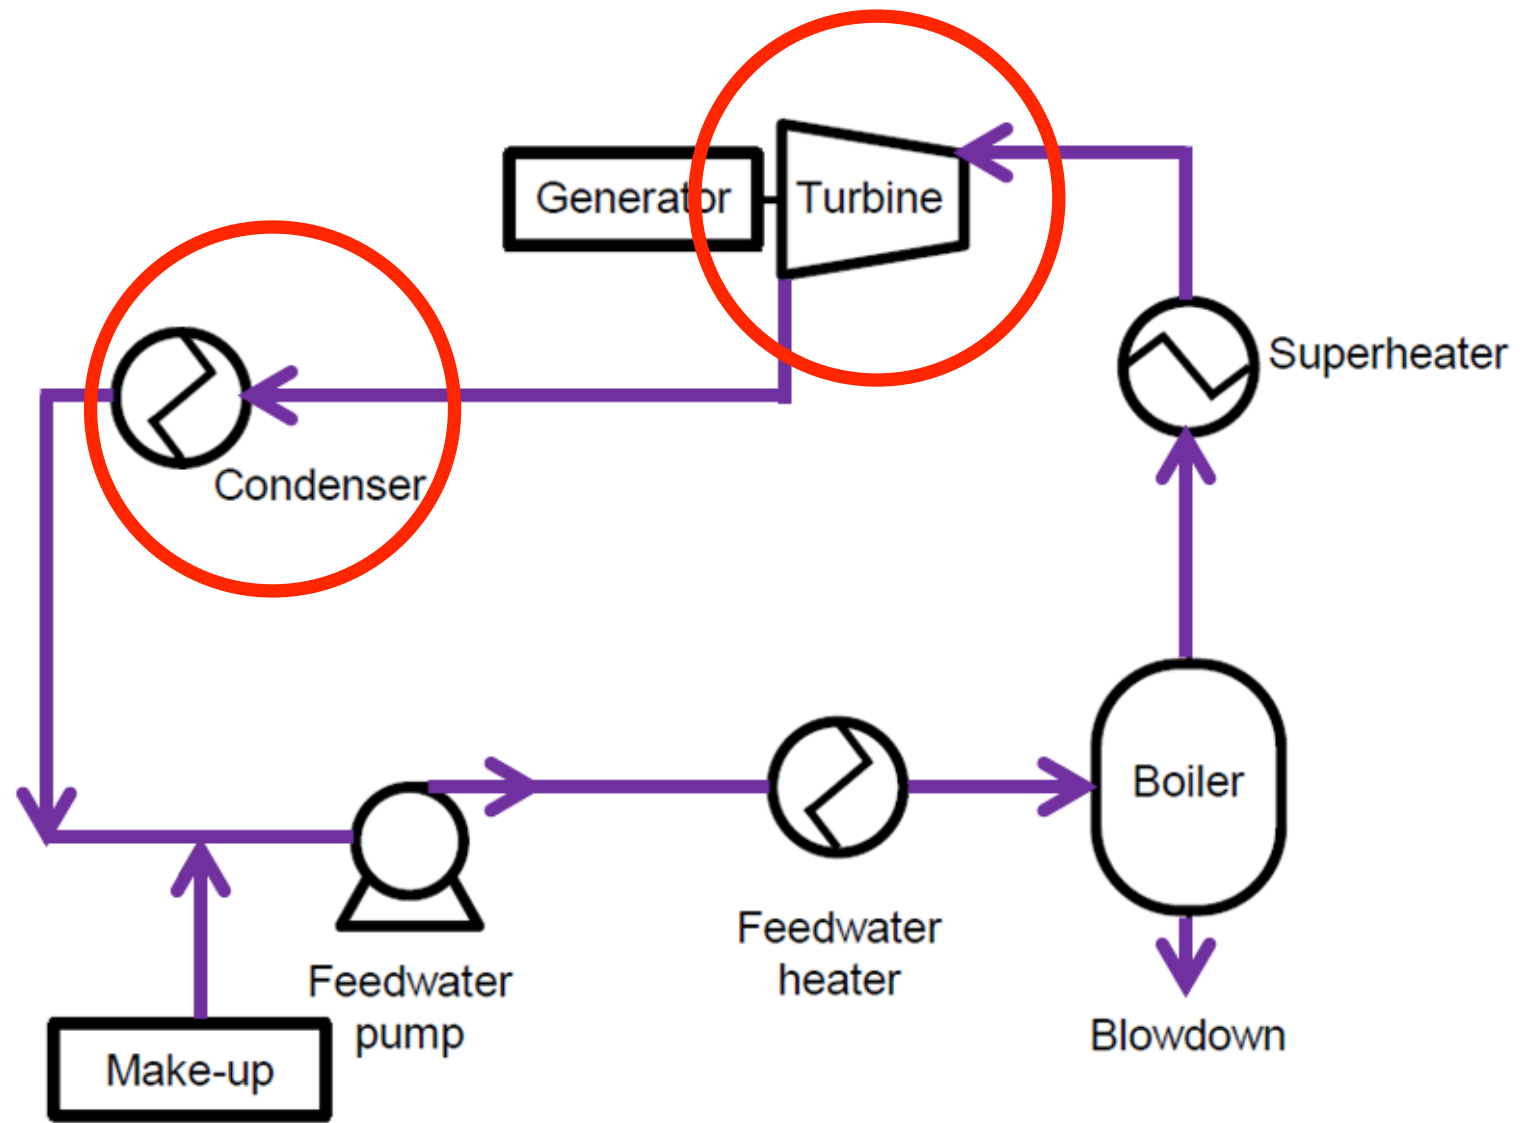 Generator
Turbine
Superheater
Condenser
Boiler
Feedwater
heater
Feedwater
pump
Blowdown
Make-up